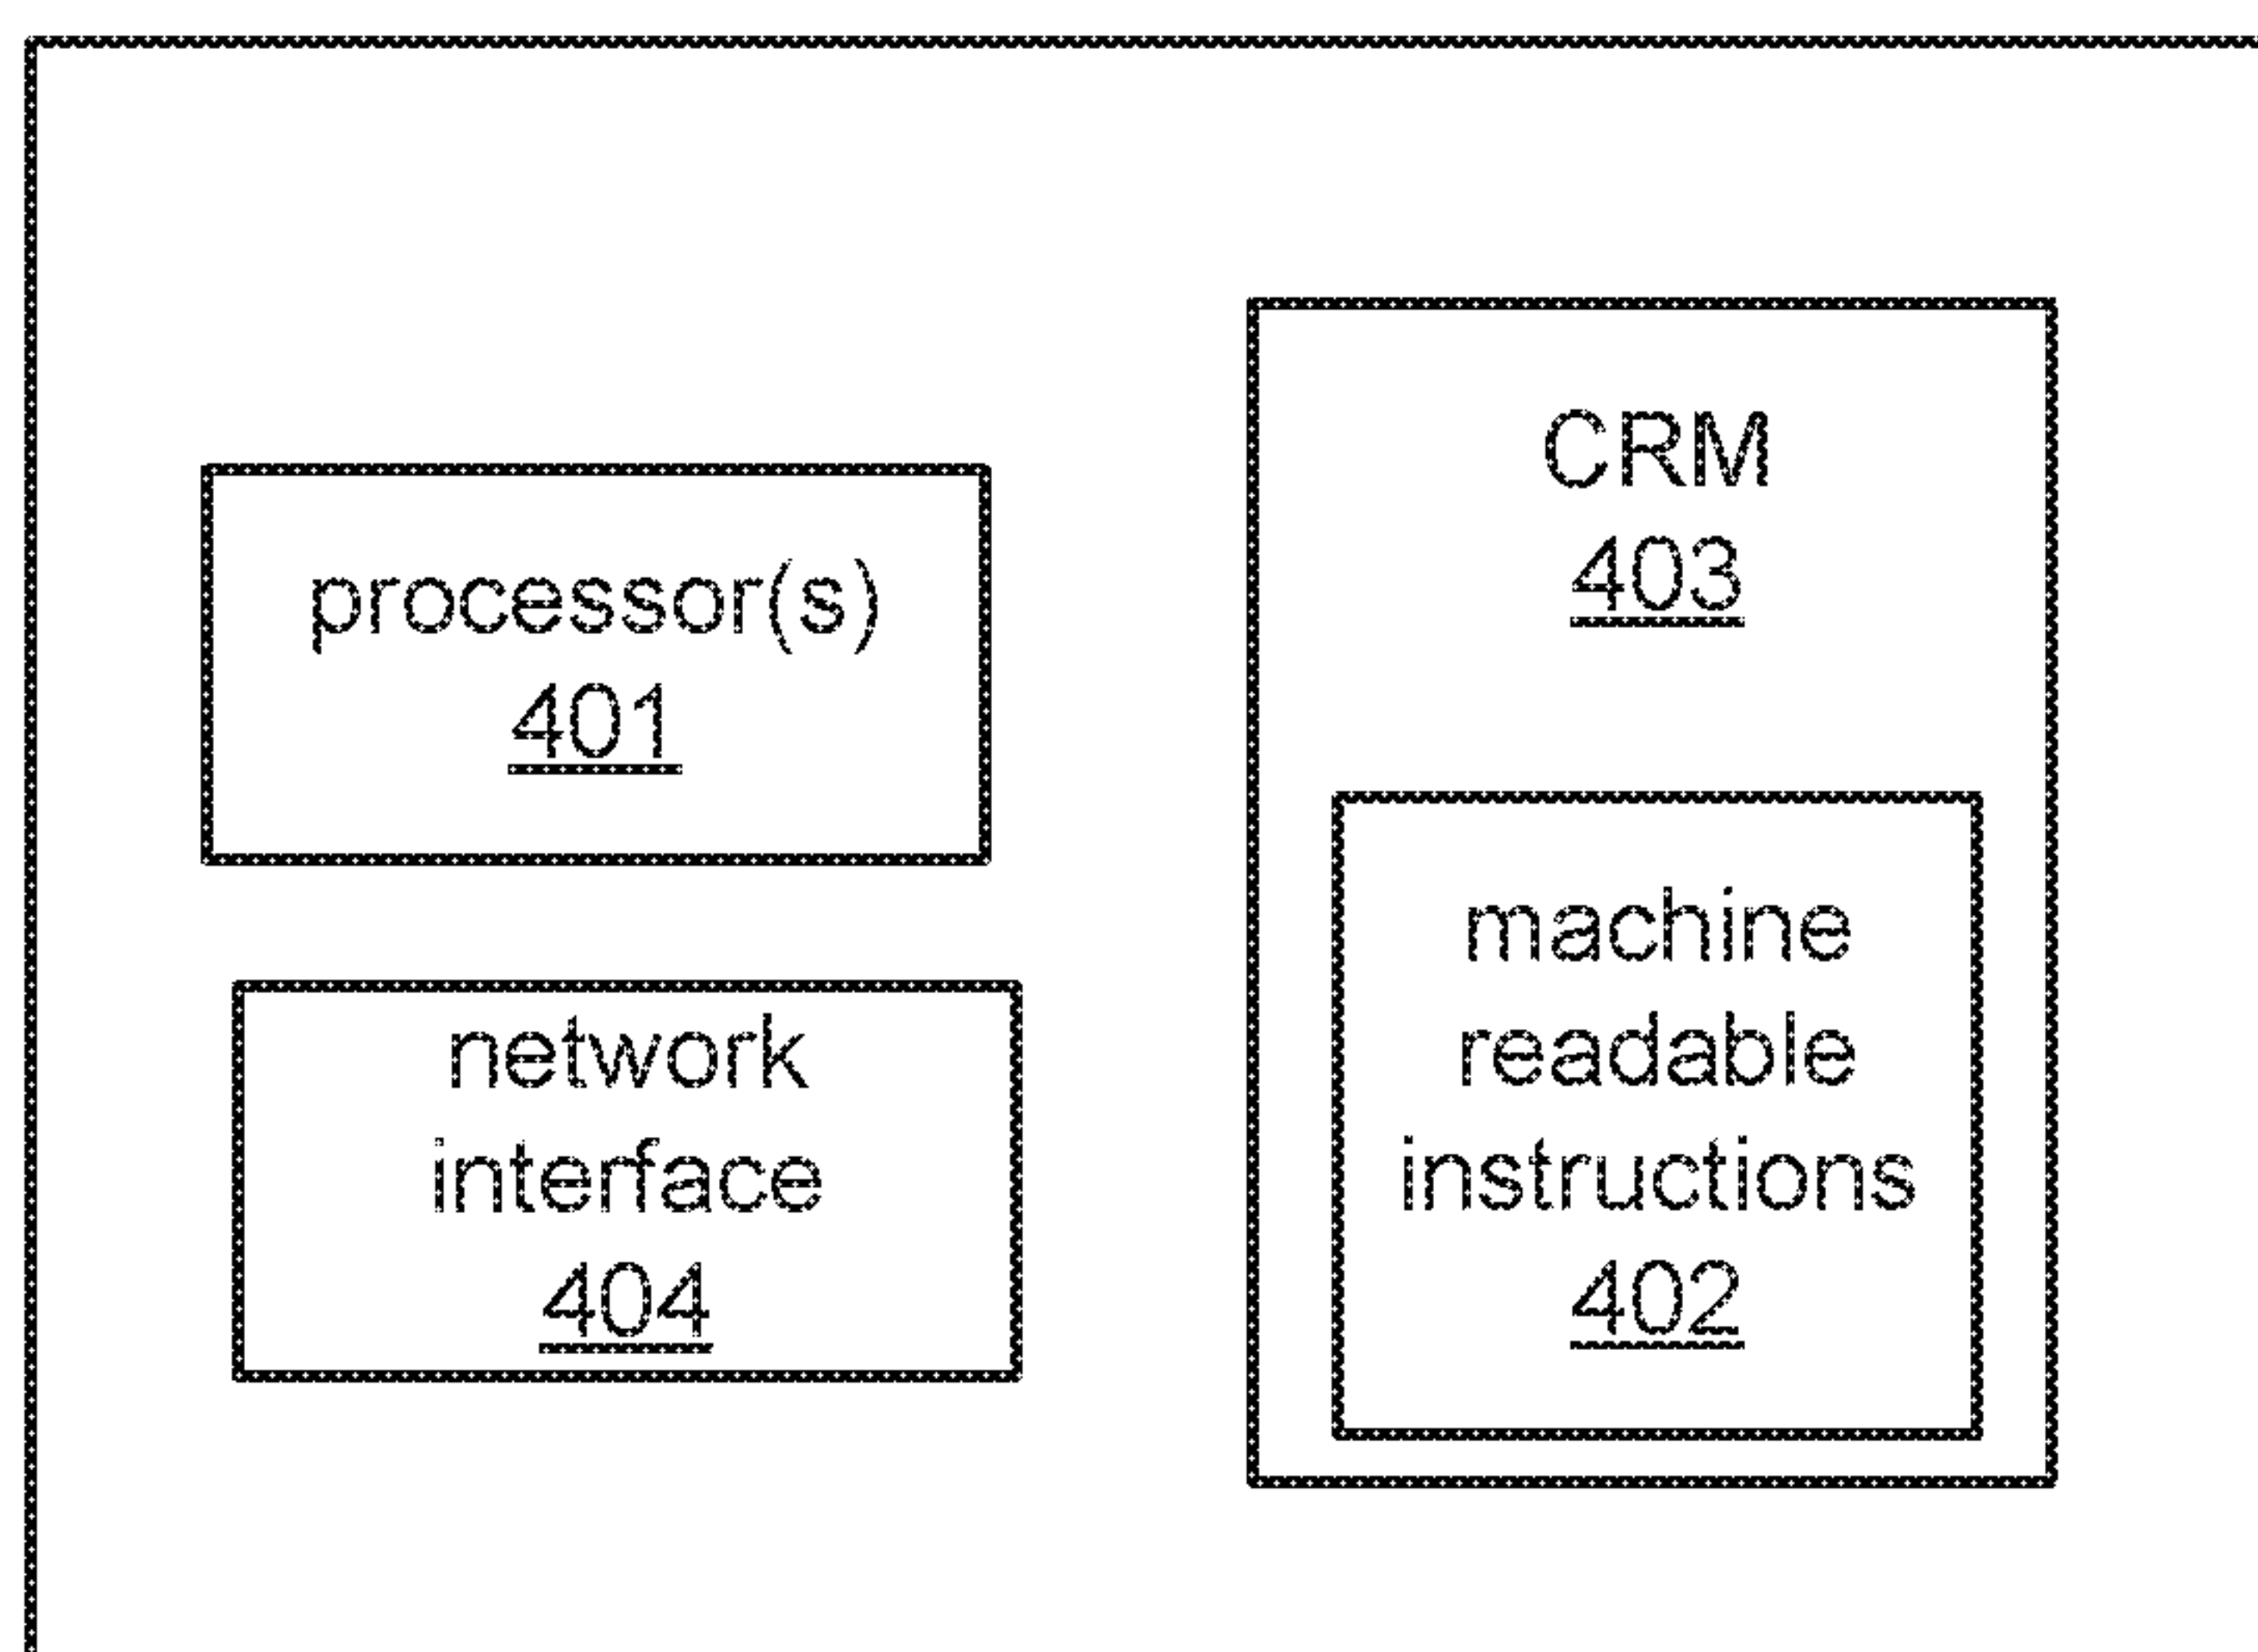 processor(s)
401
network
interface
404
CRM
403
machine
readable
instructions
402